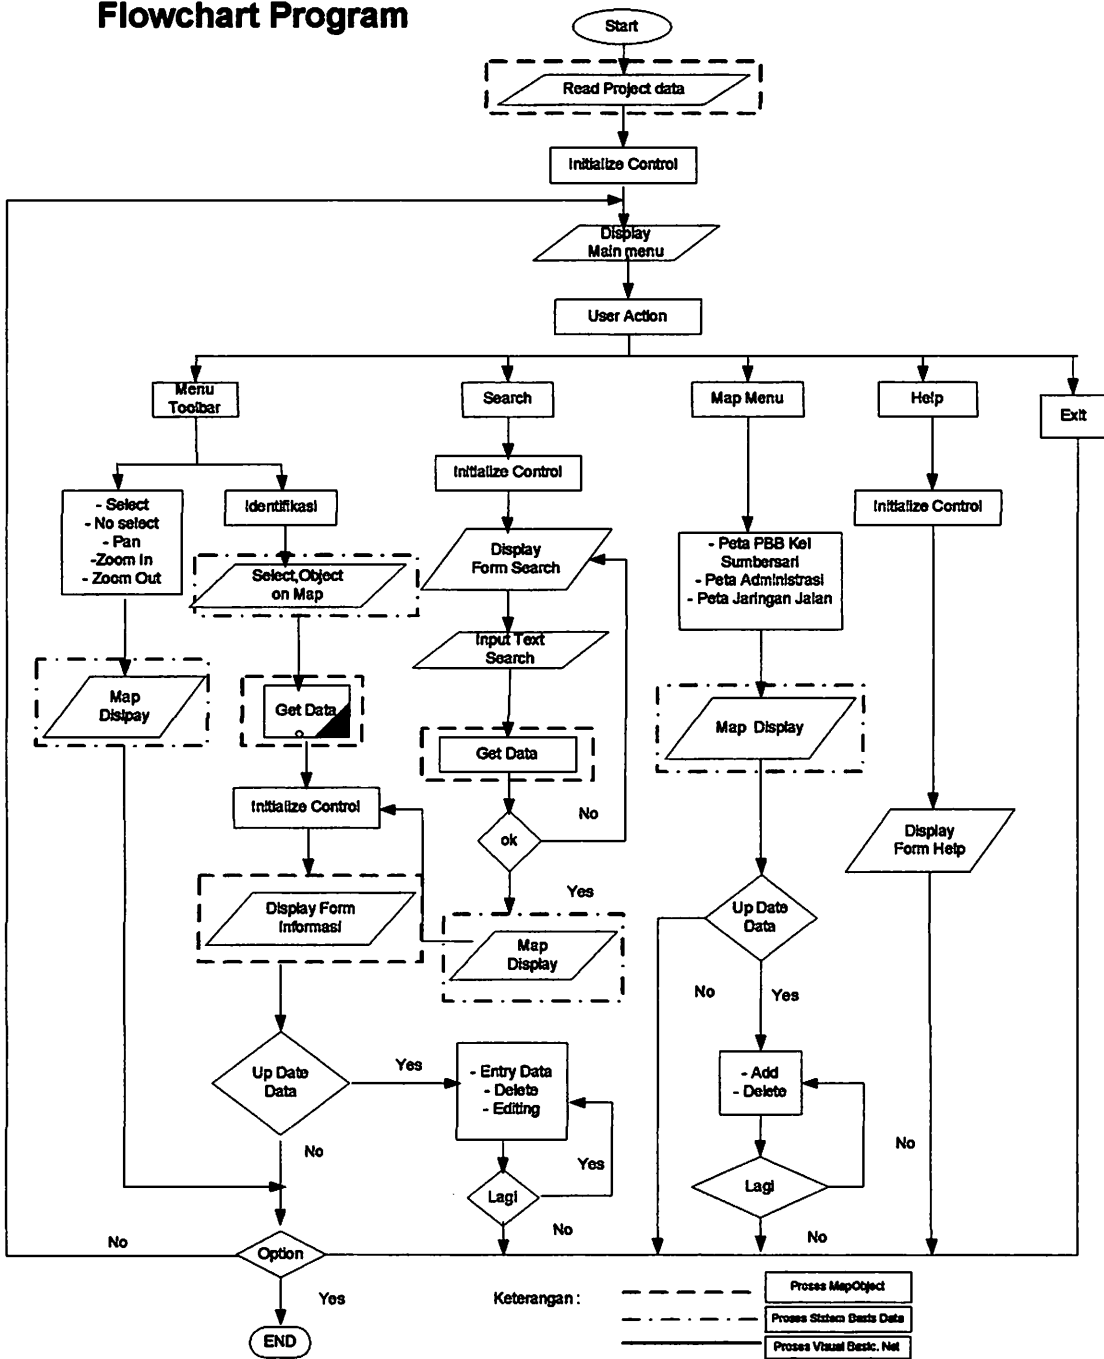 Flowchart Program
Start
Read Project data
Initialize Control
Display
Main menu
User Action
Menu
Toolbar
Search
Map Menu
Help
Exit
- Select
- No select
- Pan
-Zoom In
- Zoom Out
Identifikasi
Initialize Control
Initialize Control
Select,Object
on Map
Display
Form Search
- Peta PBB Kel
Sumbersari
- Peta Administrasi
- Peta Jaringan Jalan
Input Text
Search
Map
Dislpay
Get Data
Get Data
Map Display
Initialize Control
ok
No
Display
Form Help
Yes
Display Form
Informasi
Map
Display
Up Date
Data
No
Yes
Up Date
Data
Yes
- Entry Data
- Delete
- Editing
- Add
- Delete
No
No
Yes
Lagi
Lagi
No
No
No
Option
Yes
END
Keterangan :
Proses MapObject
Proses Sistem Basis Data
Proses Visual Basic. Net